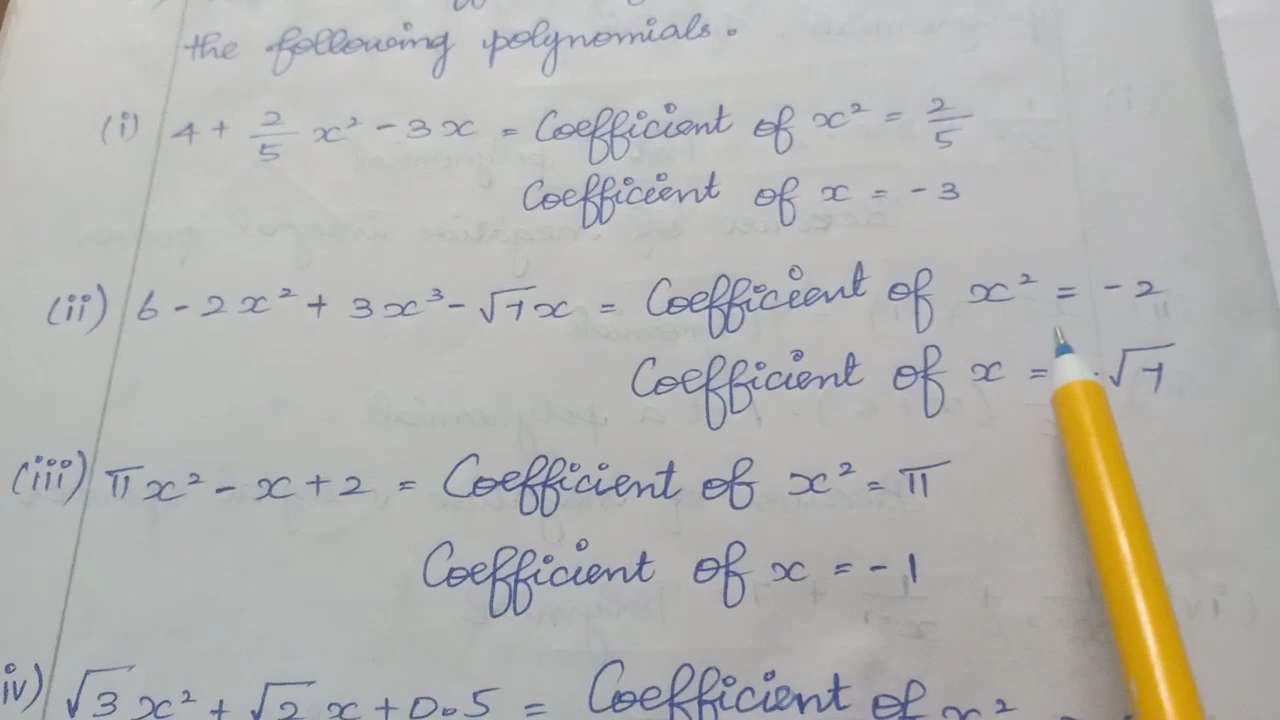 the following polynomials.
(i) 4 + 2/5 x² - 3x = Coefficient of x² = 2/5
Coefficient of x = -3
(ii) 6 - 2x² + 3x³ - √7x = Coefficient of x² = -2
Coefficient of x = √7
(iii) πx² - x + 2 = Coefficient of x² = π
Coefficient of x = -1
iv) √3x² + √2x + 0.5 = Coefficient of x²